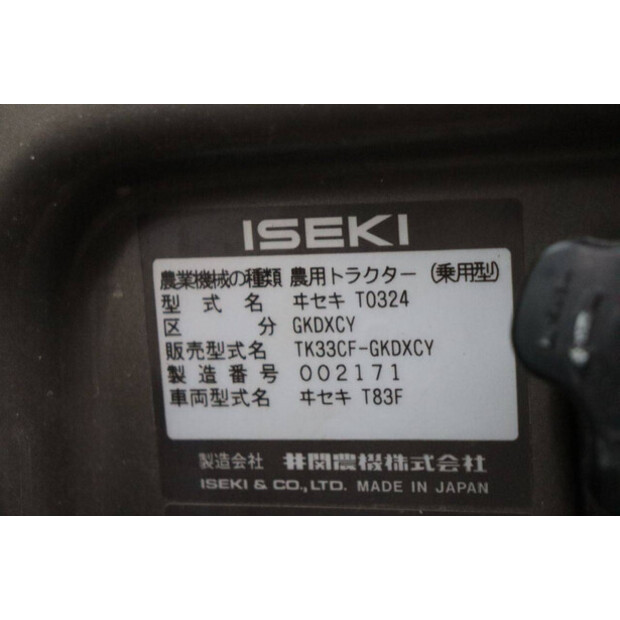 ISEKI
農業機械の種類 農用トラクター (乗用型)
型式名 ヰセキ T0324
区分 GKDXCY
販売型式名 TK33CF-GKDXCY
製造番号 002171
車両型式名 ヰセキ T83F
製造会社 井関農機株式会社
ISEKI & CO.,LTD. MADE IN JAPAN